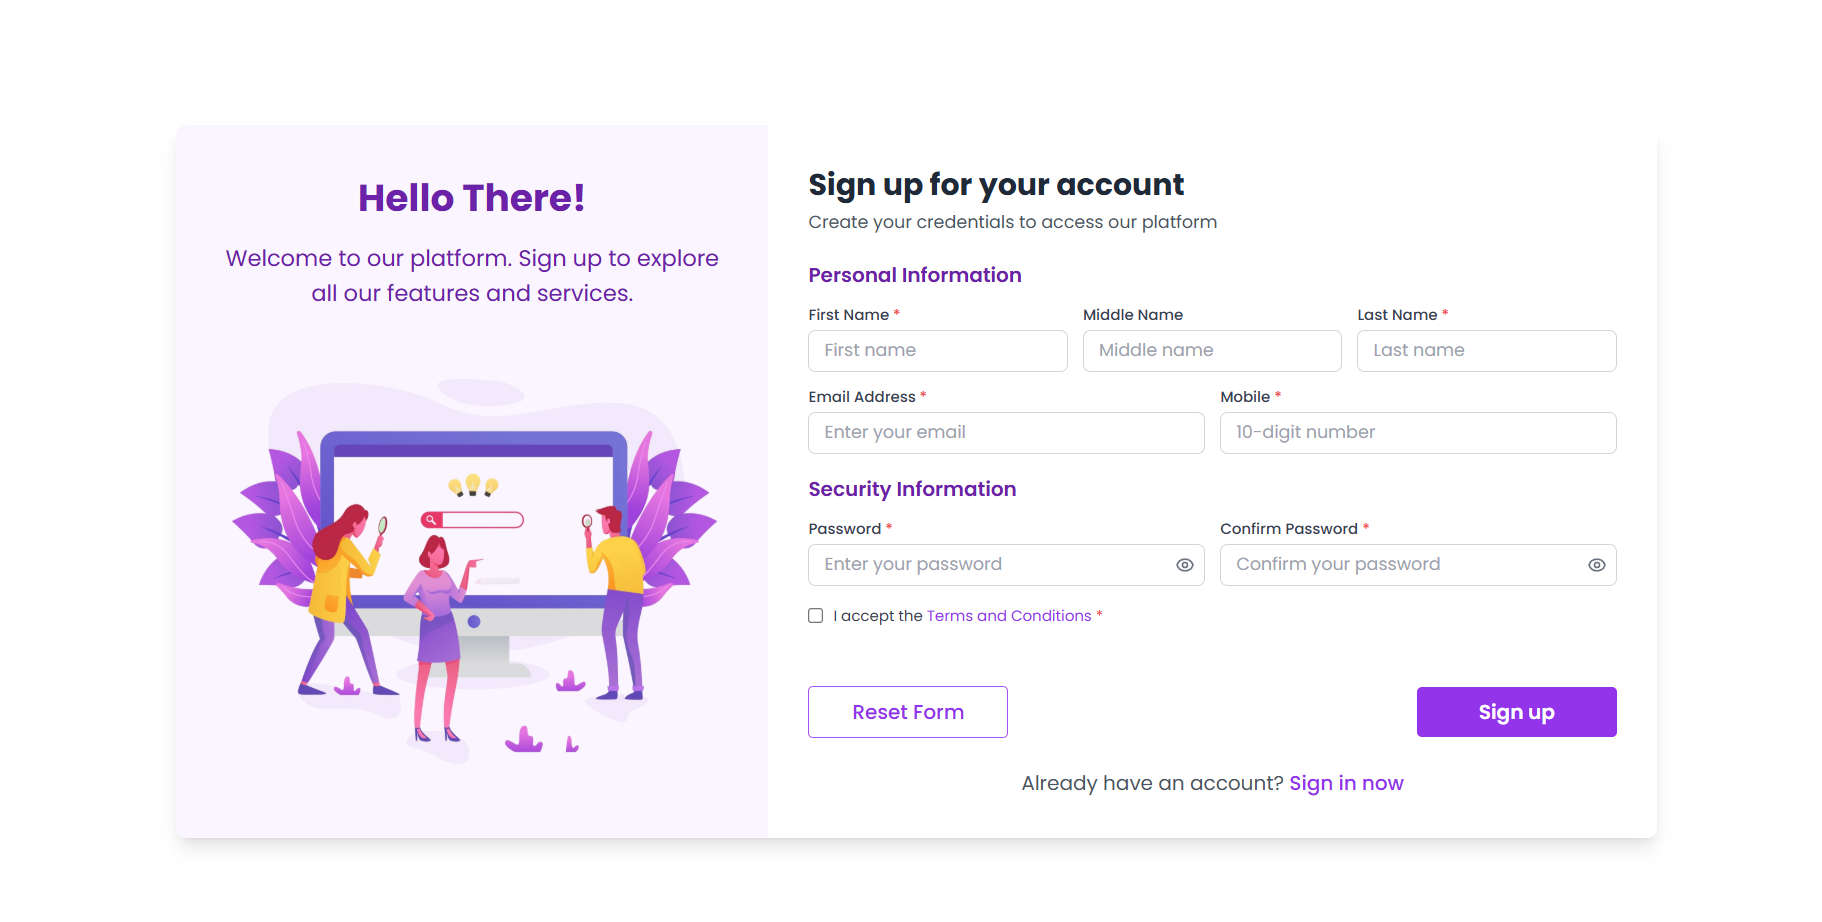 Hello There!
Welcome to our platform. Sign up to explore
all our features and services.
Sign up for your account
Create your credentials to access our platform
Personal Information
First Name *
Middle Name
Last Name *
First name
Middle name
Last name
Email Address *
Mobile *
Enter your email
10-digit number
Security Information
Password *
Confirm Password *
Enter your password
Confirm your password
I accept the Terms and Conditions *
Reset Form
Sign up
Already have an account? Sign in now